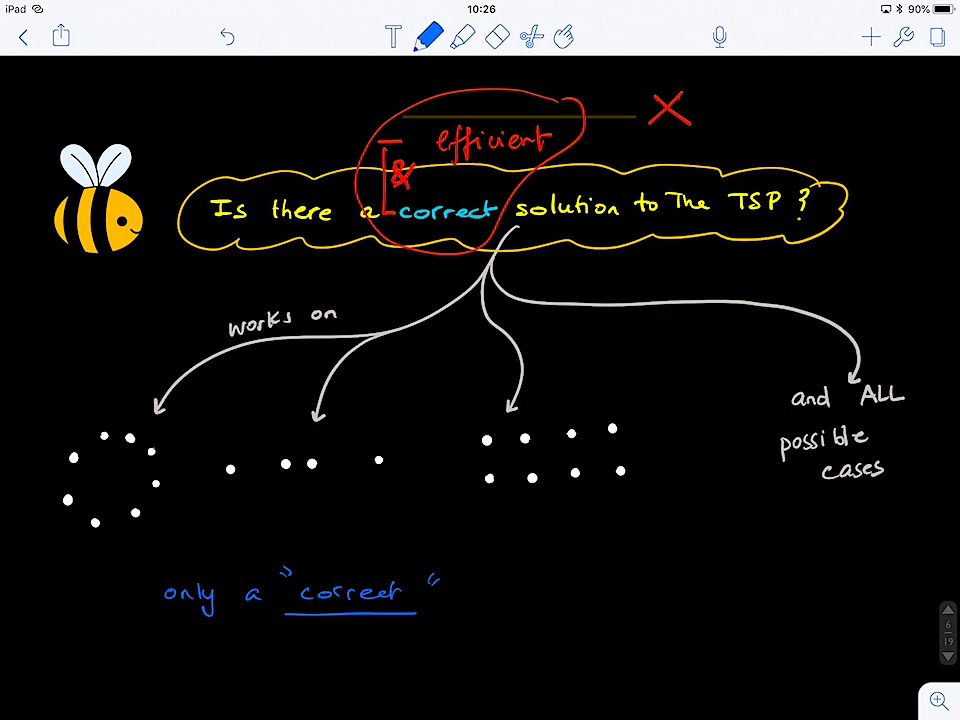 iPad 10:26 90%
T
efficient
&
Is there a correct solution to The TSP?
works on
and ALL
possible
cases
only a "correct"
6
19